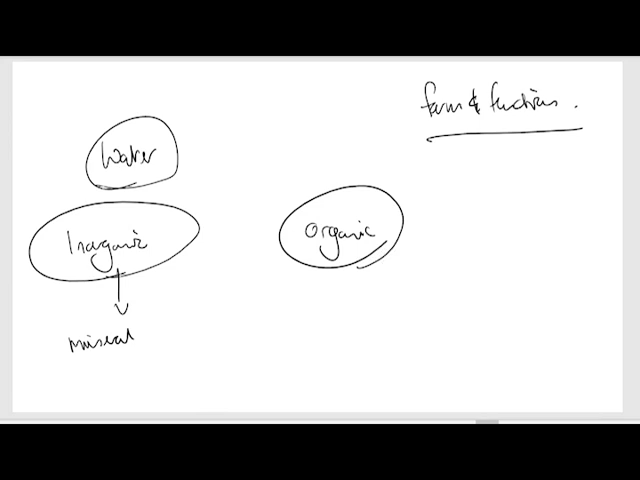 form & functions.
Water
Inorganic
Organic
mineral